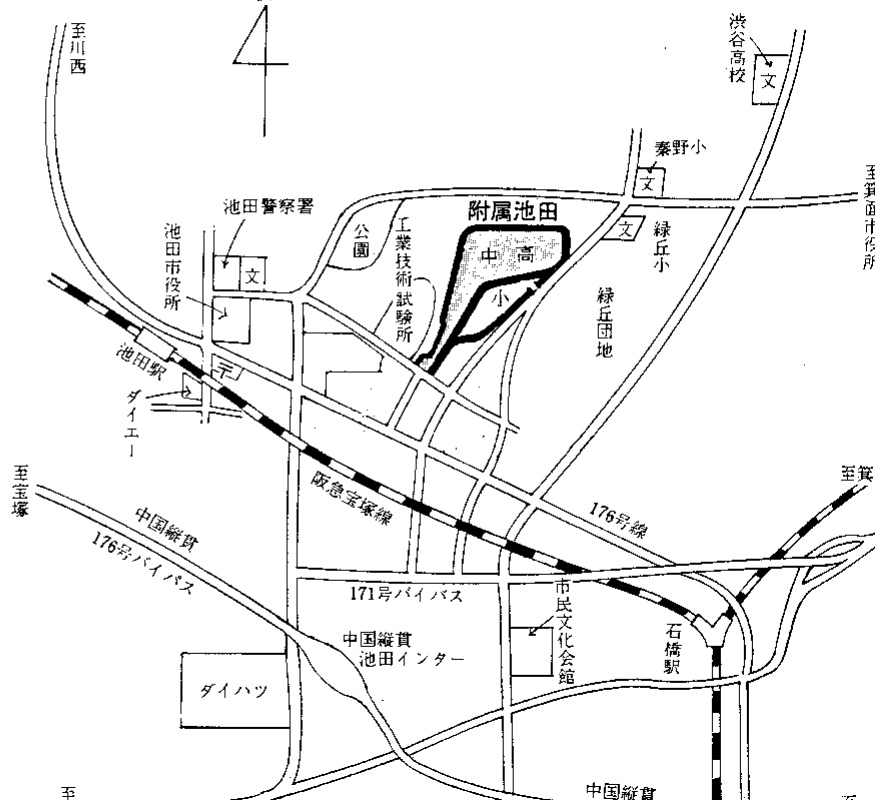 至川西
渋谷高校
文
秦野小
文
至箕面市役所
池田警察署
附属池田
公園
工業技術試験所
中高
文
緑丘小
池田市役所
文
小
緑丘団地
池田駅
〒
ダイエー
至宝塚
阪急宝塚線
176号線
至箕
中国縦貫
176号バイパス
171号バイパス
市民文化会館
石橋駅
中国縦貫
池田インター
ダイハツ
至
中国縦貫
至